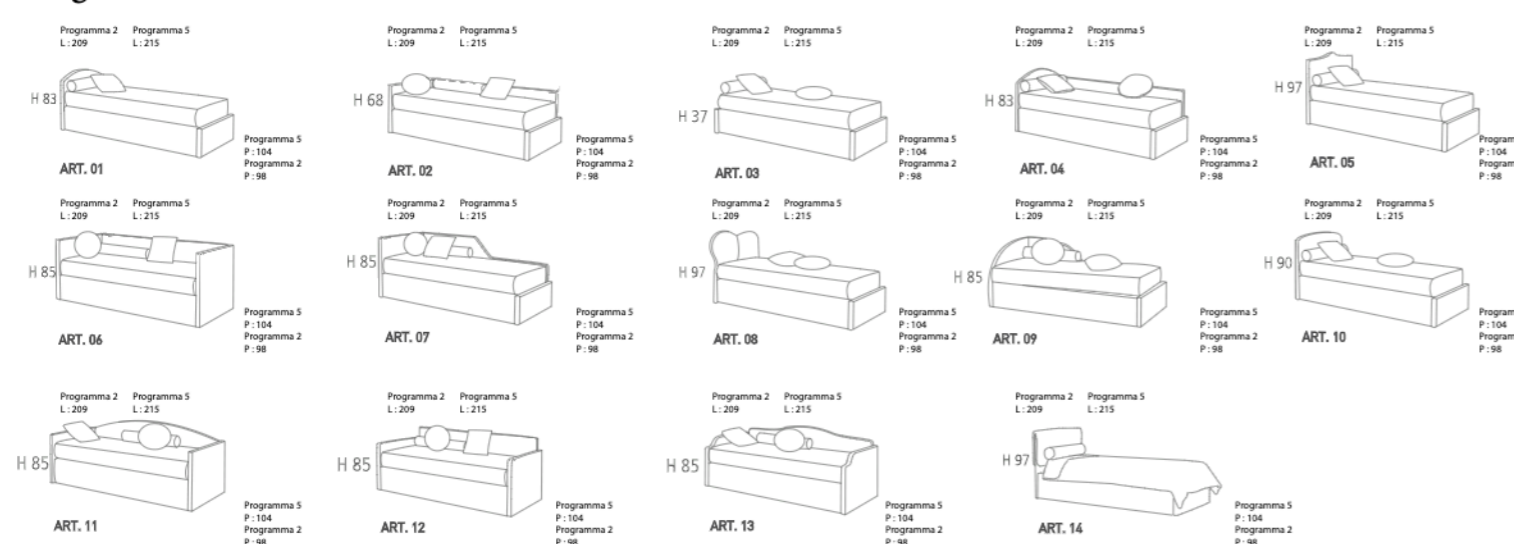 Programma 2 Programma 5
L : 209 L : 215
H 83
Programma 5
P : 104
Programma 2
P : 98
ART. 01
Programma 2 Programma 5
L : 209 L : 215
H 68
Programma 5
P : 104
Programma 2
P : 98
ART. 02
Programma 2 Programma 5
L : 209 L : 215
H 37
Programma 5
P : 104
Programma 2
P : 98
ART. 03
Programma 2 Programma 5
L : 209 L : 215
H 83
Programma 5
P : 104
Programma 2
P : 98
ART. 04
Programma 2 Programma 5
L : 209 L : 215
H 97
Program
P : 104
Program
P : 98
ART. 05
Programma 2 Programma 5
L : 209 L : 215
H 85
Programma 5
P : 104
Programma 2
P : 98
ART. 06
Programma 2 Programma 5
L : 209 L : 215
H 85
Programma 5
P : 104
Programma 2
P : 98
ART. 07
Programma 2 Programma 5
L : 209 L : 215
H 97
Programma 5
P : 104
Programma 2
P : 98
ART. 08
Programma 2 Programma 5
L : 209 L : 215
H 85
Programma 5
P : 104
Programma 2
P : 98
ART. 09
Programma 2 Programma 5
L : 209 L : 215
H 90
Program
P : 104
Program
P : 98
ART. 10
Programma 2 Programma 5
L : 209 L : 215
H 85
Programma 5
P : 104
Programma 2
P : 98
ART. 11
Programma 2 Programma 5
L : 209 L : 215
H 85
Programma 5
P : 104
Programma 2
P : 98
ART. 12
Programma 2 Programma 5
L : 209 L : 215
H 85
Programma 5
P : 104
Programma 2
P : 98
ART. 13
Programma 2 Programma 5
L : 209 L : 215
H 97
Programma 5
P : 104
Programma 2
P : 98
ART. 14